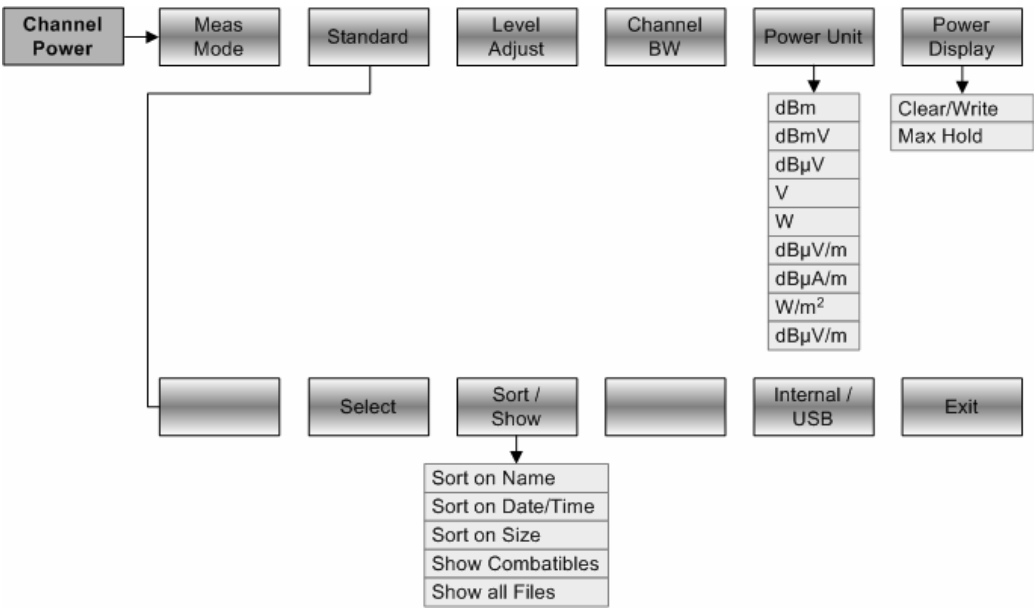 Channel
Power
Meas
Mode
Standard
Level
Adjust
Channel
BW
Power Unit
Power
Display
dBm
dBmV
dBµV
V
W
dBµV/m
dBµA/m
W/m²
dBµV/m
Clear/Write
Max Hold
Select
Sort /
Show
Internal /
USB
Exit
Sort on Name
Sort on Date/Time
Sort on Size
Show Combatibles
Show all Files